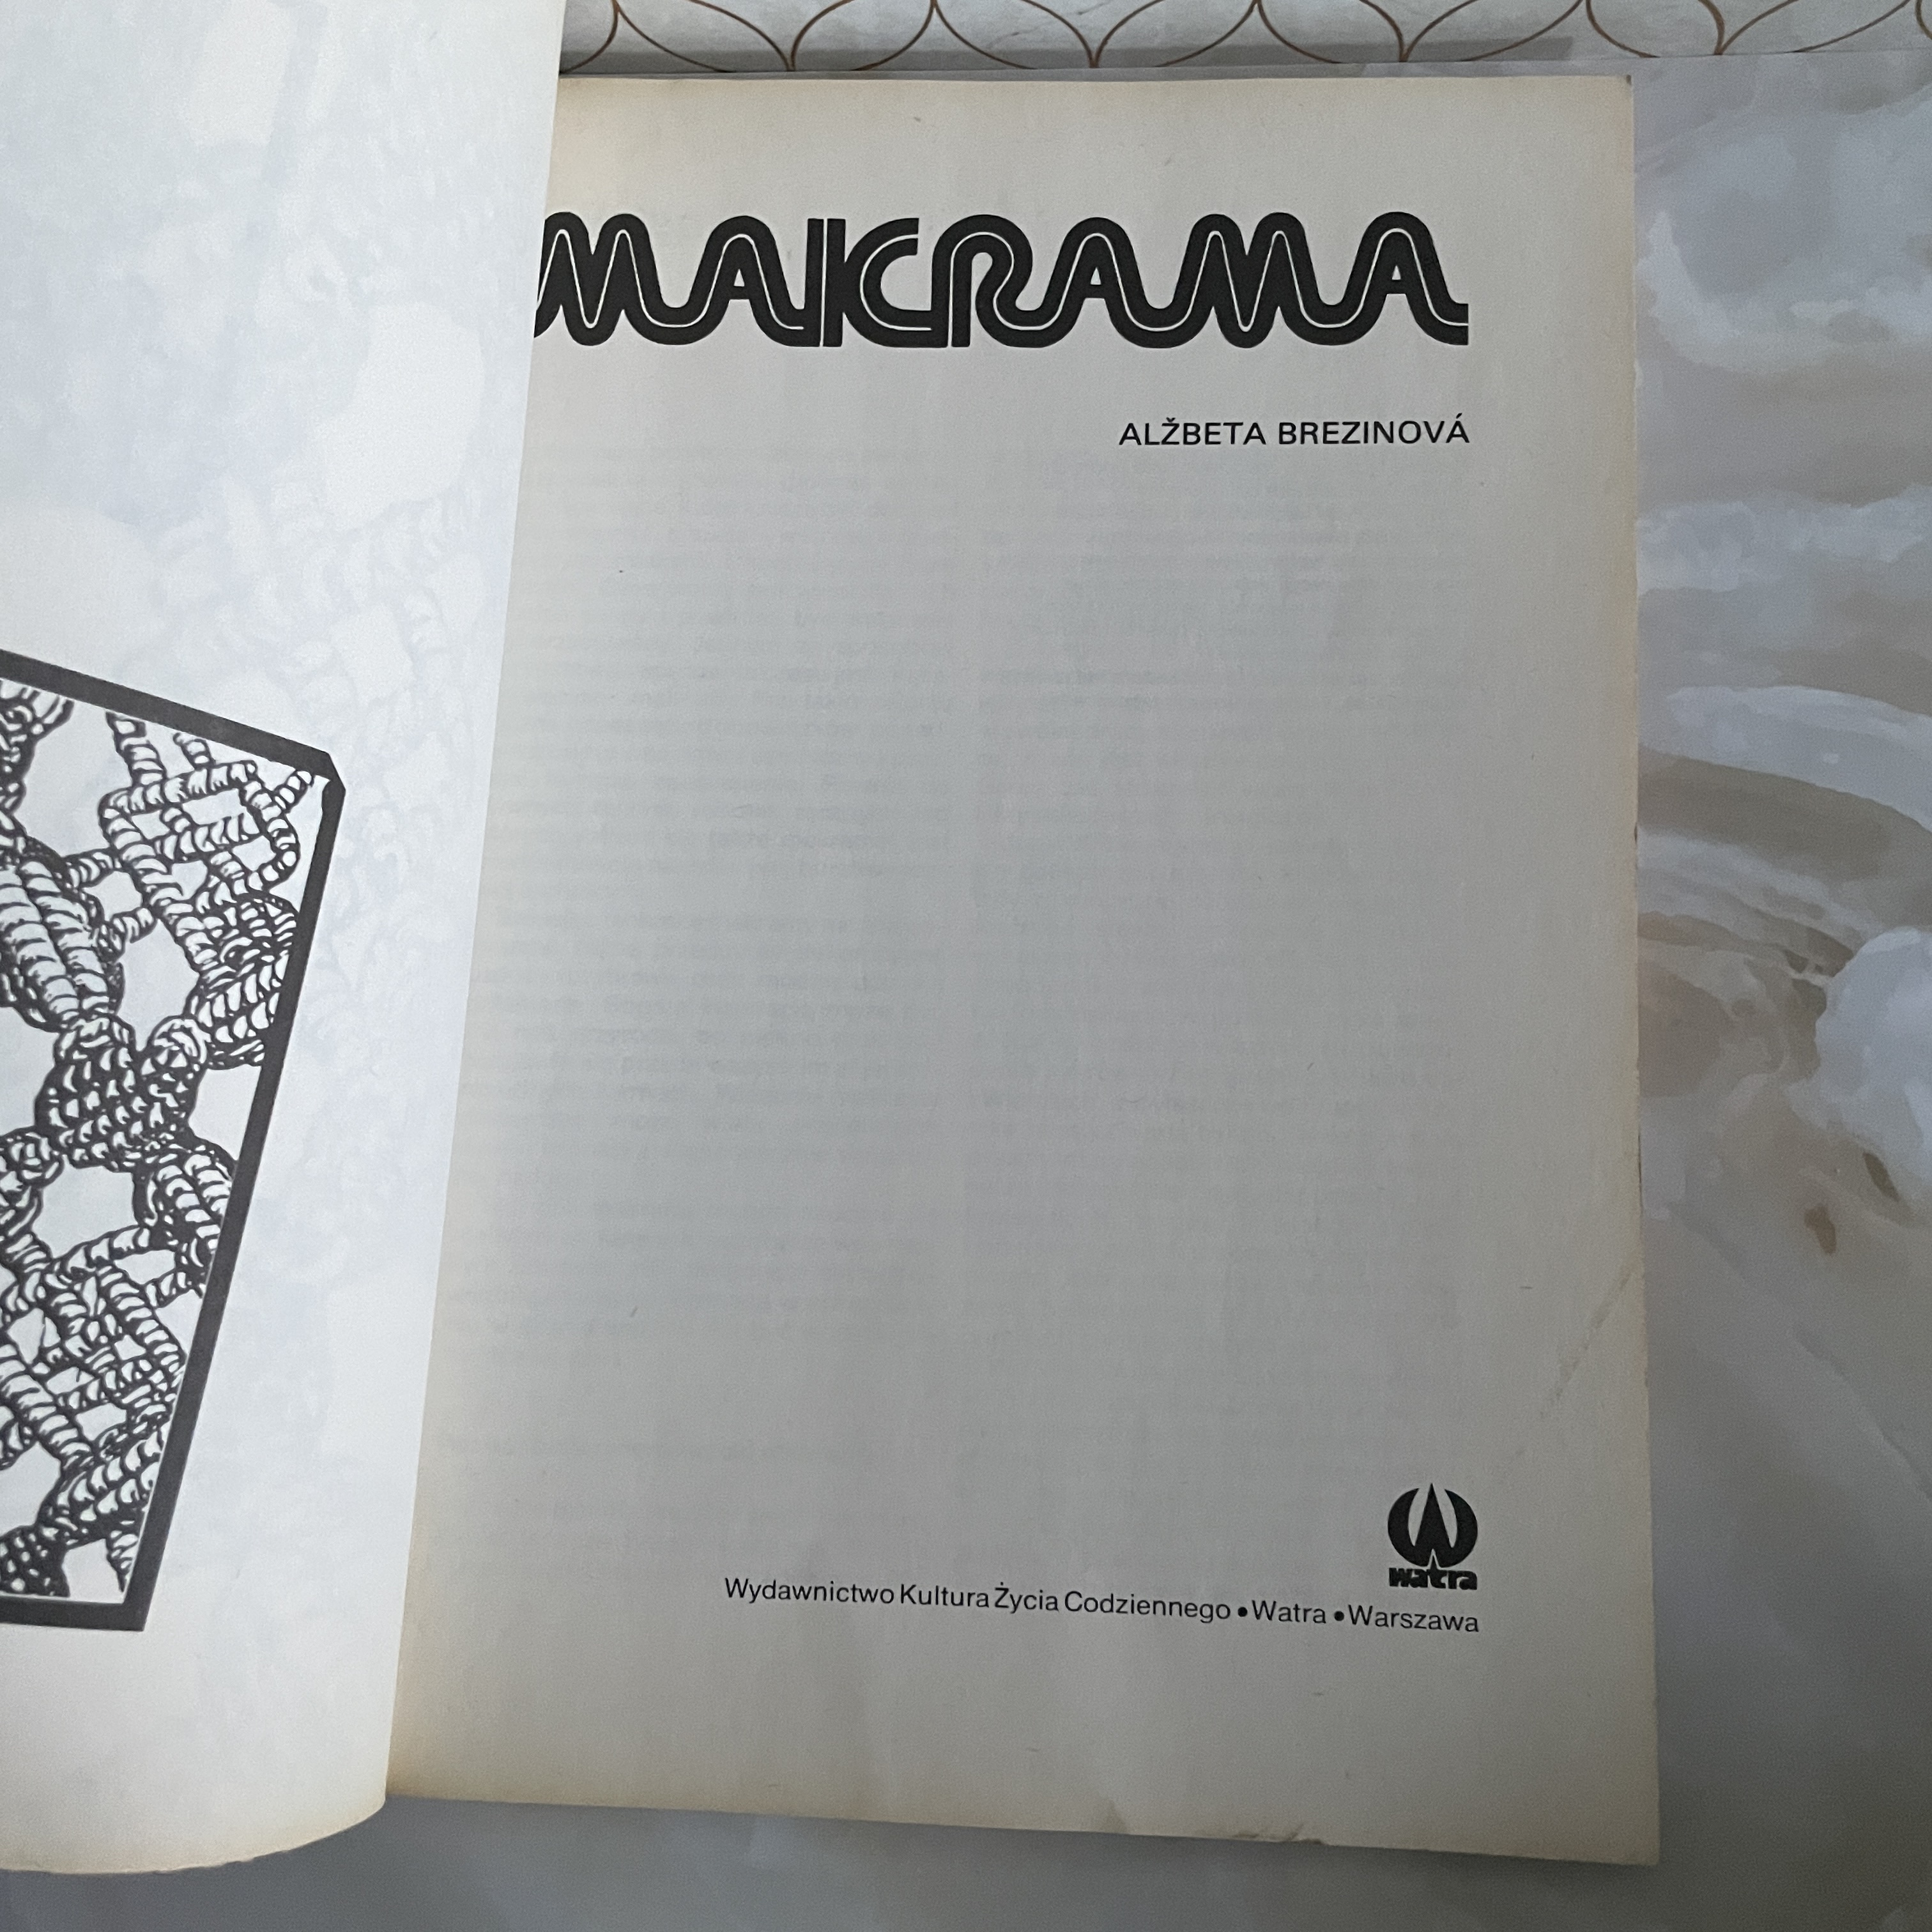 MAKRAMA
ALŽBETA BREZINOVÁ
watra
Wydawnictwo Kultura Życia Codziennego • Watra • Warszawa